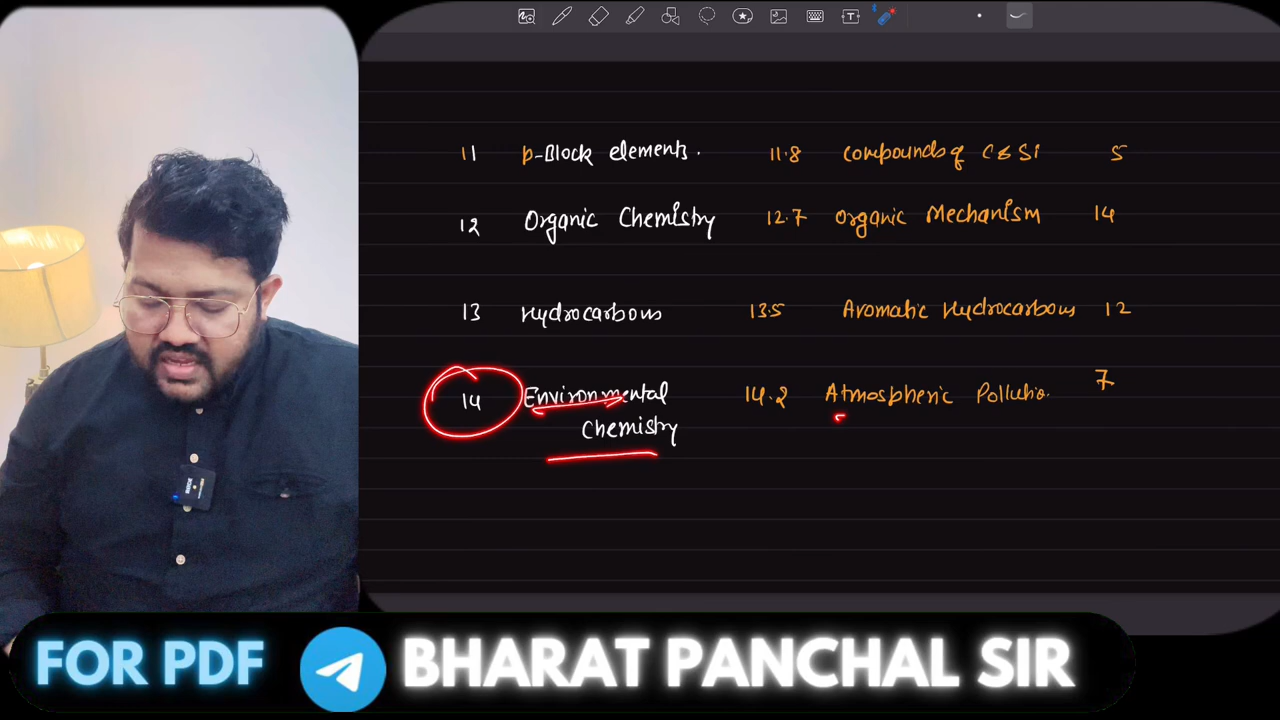 11 p-Block elements. 11.8 compounds of C & Si 5
12 Organic Chemistry 12.7 Organic Mechanism 14
13 Hydrocarbons 13.5 Aromatic Hydrocarbons 12
14 Environmental 14.2 Atmospheric Pollutio. 7
Chemistry
FOR PDF BHARAT PANCHAL SIR